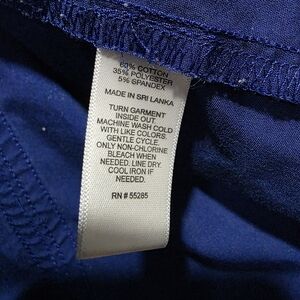 60% COTTON
35% POLYESTER
5% SPANDEX
MADE IN SRI LANKA
TURN GARMENT
INSIDE OUT.
MACHINE WASH COLD
WITH LIKE COLORS.
GENTLE CYCLE.
ONLY NON-CHLORINE
BLEACH WHEN
NEEDED. LINE DRY.
COOL IRON IF
NEEDED.
RN # 55285